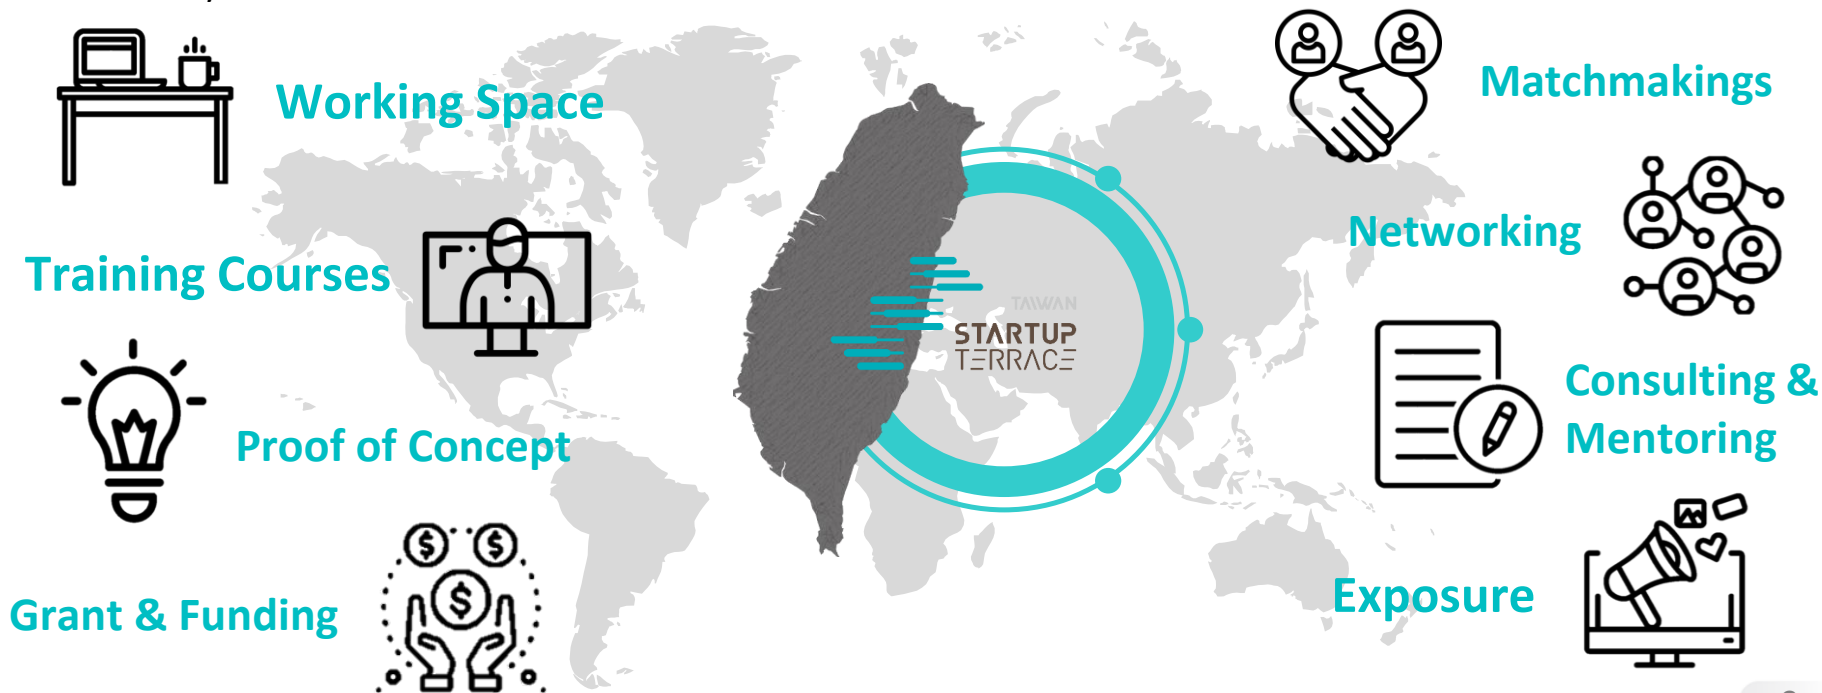 Working Space
Training Courses
Proof of Concept
Grant & Funding
TAIWAN
STARTUP
TERRACE
Matchmakings
Networking
Consulting &
Mentoring
Exposure